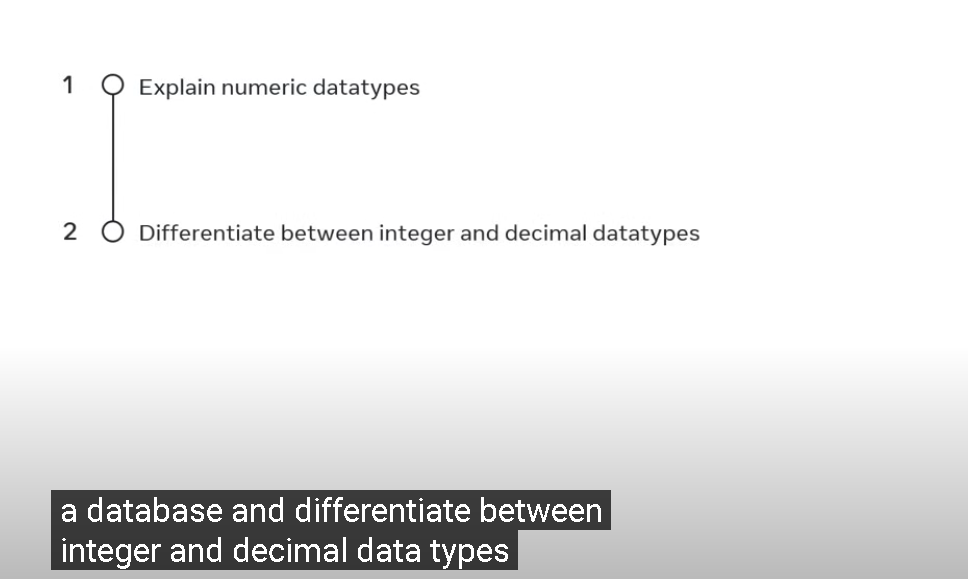 1 Explain numeric datatypes
2 Differentiate between integer and decimal datatypes
a database and differentiate between
integer and decimal data types